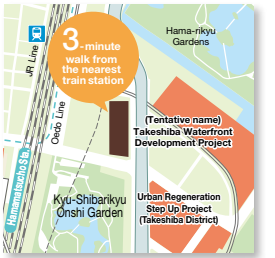 3-minute
walk from
the nearest
train station
Hama-rikyu
Gardens
JR Line
Oedo Line
(Tentative name)
Takeshiba Waterfront
Development Project
Hamamatsucho Sta.
Kyu-Shibarikyu
Onshi Garden
Urban Regeneration
Step Up Project
(Takeshiba District)